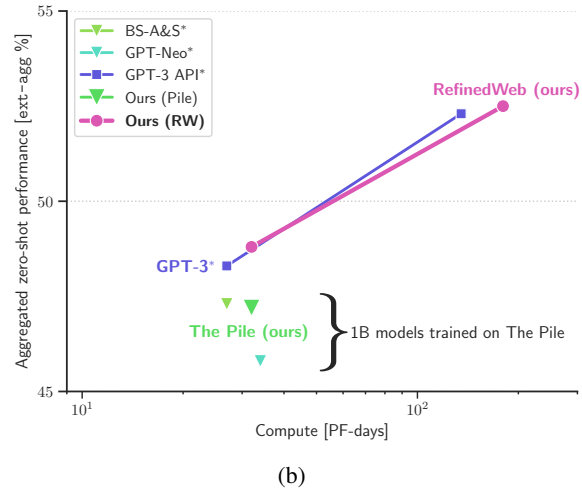 BS-A&S*
GPT-Neo*
GPT-3 API*
Ours (Pile)
Ours (RW)
RefinedWeb (ours)
GPT-3*
The Pile (ours)
1B models trained on The Pile
Aggregated zero-shot performance [ext-agg %]
55
50
45
10¹
10²
Compute [PF-days]
(b)